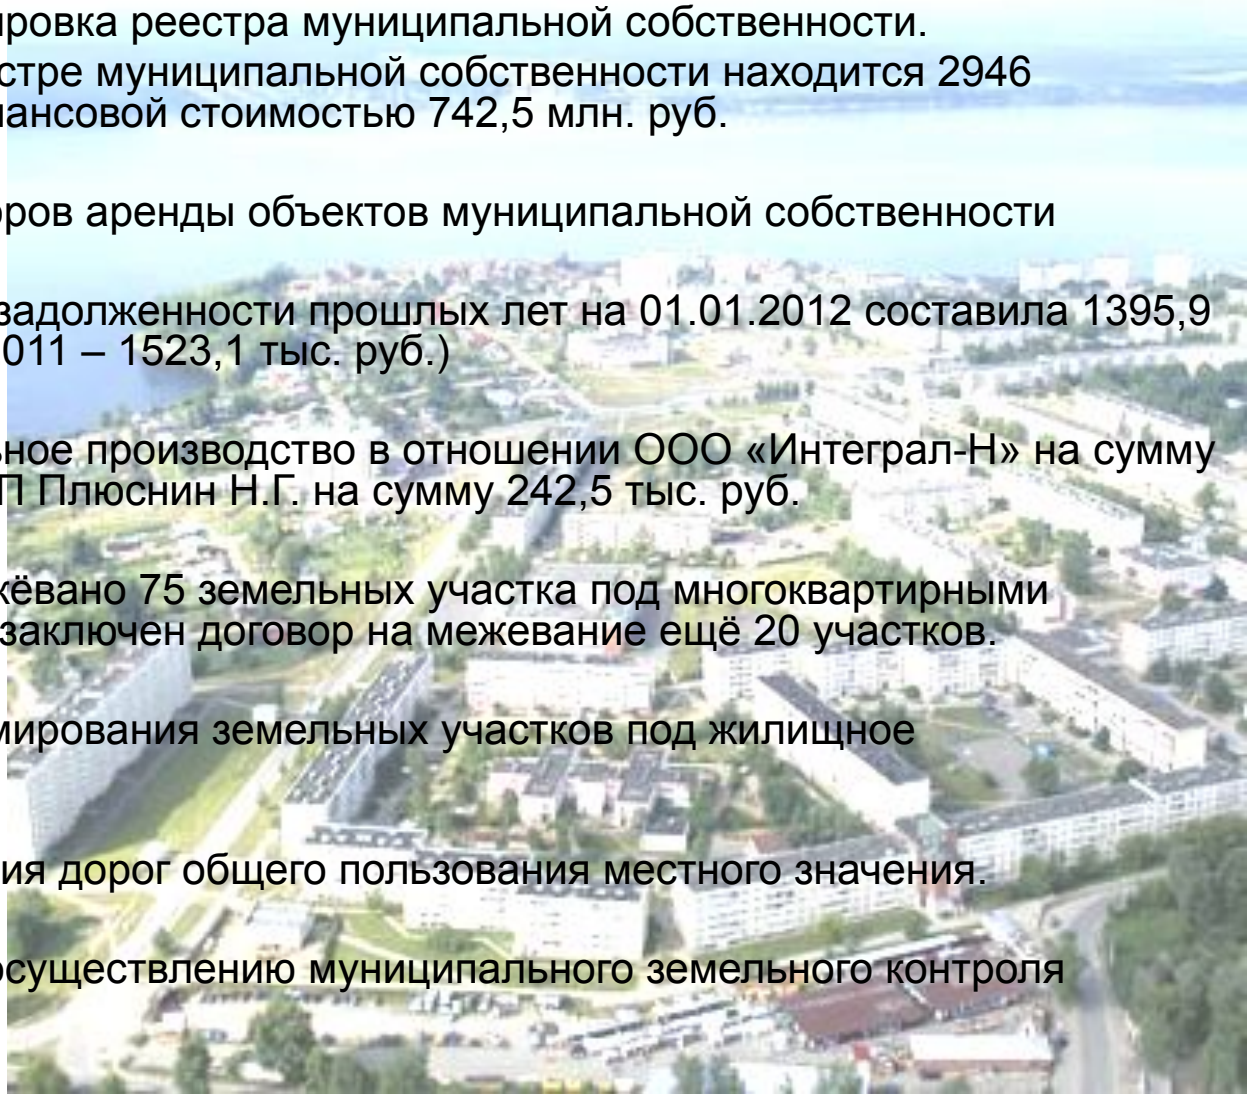 ировка реестра муниципальной собственности.
стре муниципальной собственности находится 2946
лансовой стоимостью 742,5 млн. руб.
оров аренды объектов муниципальной собственности
задолженности прошлых лет на 01.01.2012 составила 1395,9
011 – 1523,1 тыс. руб.)
ьное производство в отношении ООО «Интеграл-Н» на сумму
П Плюснин Н.Г. на сумму 242,5 тыс. руб.
жёвано 75 земельных участка под многоквартирными
заключен договор на межевание ещё 20 участков.
мирования земельных участков под жилищное
ия дорог общего пользования местного значения.
осуществлению муниципального земельного контроля